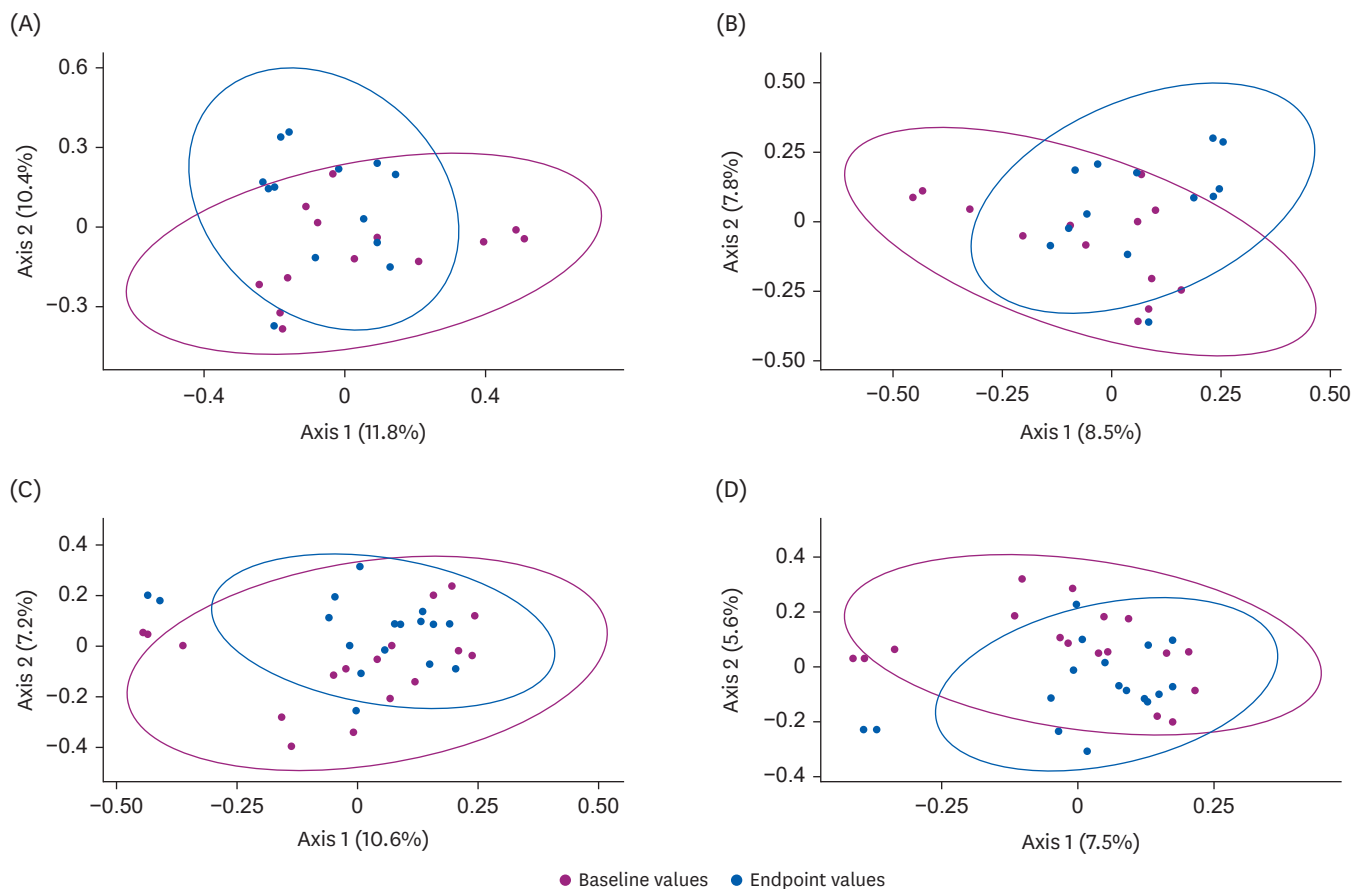 (A)
Axis 2 (10.4%)
0.6
0.3
0
−0.3
−0.4
0
0.4
Axis 1 (11.8%)
(B)
Axis 2 (7.8%)
0.50
0.25
0
−0.25
−0.50
−0.50
−0.25
0
0.25
0.50
Axis 1 (8.5%)
(C)
Axis 2 (7.2%)
0.4
0.2
0
−0.2
−0.4
−0.50
−0.25
0
0.25
0.50
Axis 1 (10.6%)
(D)
Axis 2 (5.6%)
0.4
0.2
0
−0.2
−0.4
−0.25
0
0.25
Axis 1 (7.5%)
Baseline values
Endpoint values